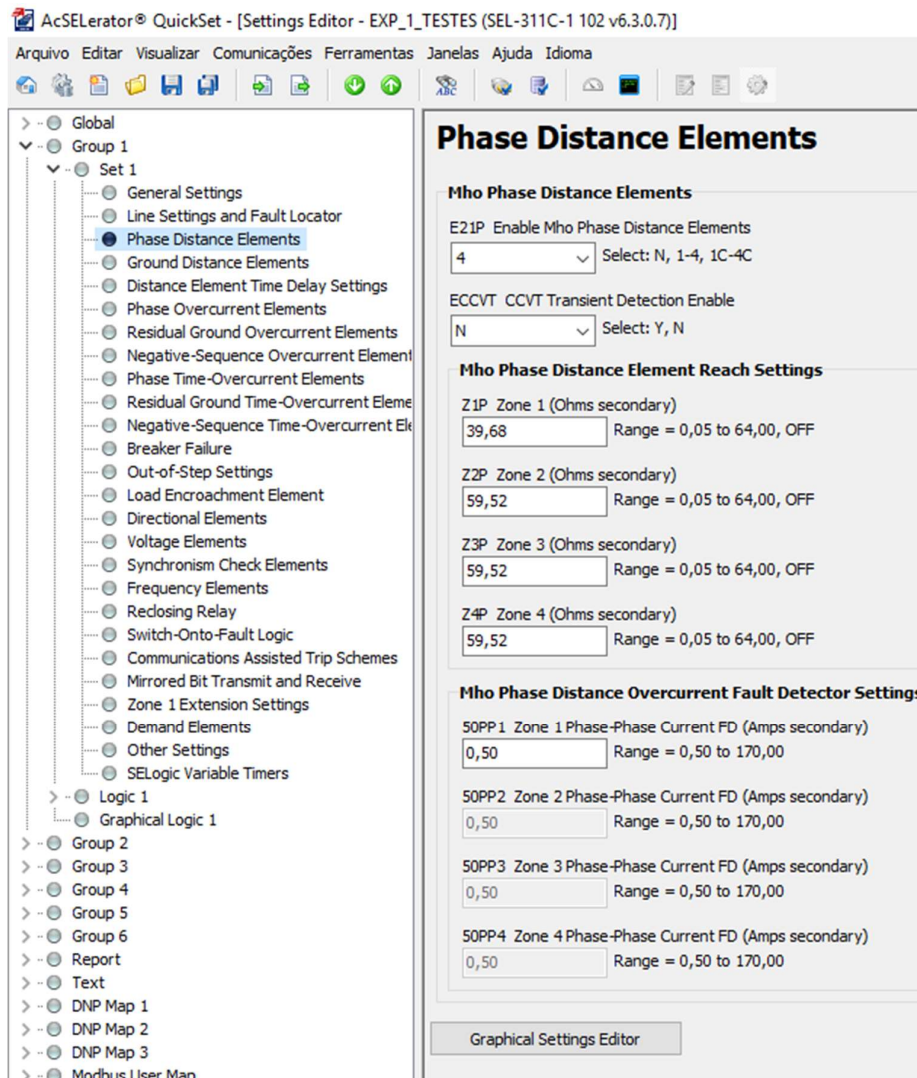 AcSELerator® QuickSet - [Settings Editor - EXP_1_TESTES (SEL-311C-1 102 v6.3.0.7)]
Arquivo Editar Visualizar Comunicações Ferramentas Janelas Ajuda Idioma
ABC
Global
Group 1
Set 1
General Settings
Line Settings and Fault Locator
Phase Distance Elements
Ground Distance Elements
Distance Element Time Delay Settings
Phase Overcurrent Elements
Residual Ground Overcurrent Elements
Negative-Sequence Overcurrent Element
Phase Time-Overcurrent Elements
Residual Ground Time-Overcurrent Eleme
Negative-Sequence Time-Overcurrent Ele
Breaker Failure
Out-of-Step Settings
Load Encroachment Element
Directional Elements
Voltage Elements
Synchronism Check Elements
Frequency Elements
Reclosing Relay
Switch-Onto-Fault Logic
Communications Assisted Trip Schemes
Mirrored Bit Transmit and Receive
Zone 1 Extension Settings
Demand Elements
Other Settings
SELogic Variable Timers
Logic 1
Graphical Logic 1
Group 2
Group 3
Group 4
Group 5
Group 6
Report
Text
DNP Map 1
DNP Map 2
DNP Map 3
Modbus User Map
Phase Distance Elements
Mho Phase Distance Elements
E21P Enable Mho Phase Distance Elements
4 Select: N, 1-4, 1C-4C
ECCVT CCVT Transient Detection Enable
N Select: Y, N
Mho Phase Distance Element Reach Settings
Z1P Zone 1 (Ohms secondary)
39,68 Range = 0,05 to 64,00, OFF
Z2P Zone 2 (Ohms secondary)
59,52 Range = 0,05 to 64,00, OFF
Z3P Zone 3 (Ohms secondary)
59,52 Range = 0,05 to 64,00, OFF
Z4P Zone 4 (Ohms secondary)
59,52 Range = 0,05 to 64,00, OFF
Mho Phase Distance Overcurrent Fault Detector Settings
50PP1 Zone 1 Phase-Phase Current FD (Amps secondary)
0,50 Range = 0,50 to 170,00
50PP2 Zone 2 Phase-Phase Current FD (Amps secondary)
0,50 Range = 0,50 to 170,00
50PP3 Zone 3 Phase-Phase Current FD (Amps secondary)
0,50 Range = 0,50 to 170,00
50PP4 Zone 4 Phase-Phase Current FD (Amps secondary)
0,50 Range = 0,50 to 170,00
Graphical Settings Editor